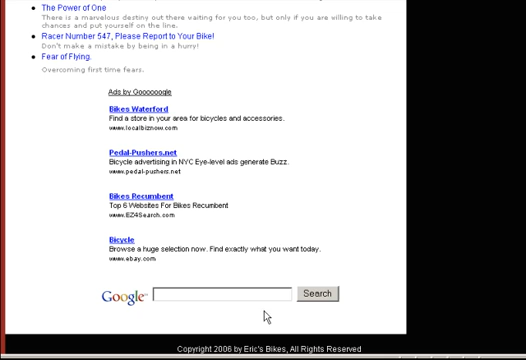 The Power of One
There is a marvelous destiny out there waiting for you too, but only if you are willing to take
chances and put yourself on the line.
Racer Number 547, Please Report to Your Bike!
Don't make a mistake by being in a hurry!
Fear of Flying.
Overcoming first time fears.
Ads by Goooooogle
Bikes Waterford
Find a store in your area for bicycles and accessories.
www.localbiznow.com
Pedal-Pushers.net
Bicycle advertising in NYC Eye-level ads generate Buzz.
www.pedal-pushers.net
Bikes Recumbent
Top 6 Websites For Bikes Recumbent
www.EZ4Search.com
Bicycle
Browse a huge selection now. Find exactly what you want today.
www.ebay.com
Google Search
Copyright 2006 by Eric's Bikes, All Rights Reserved